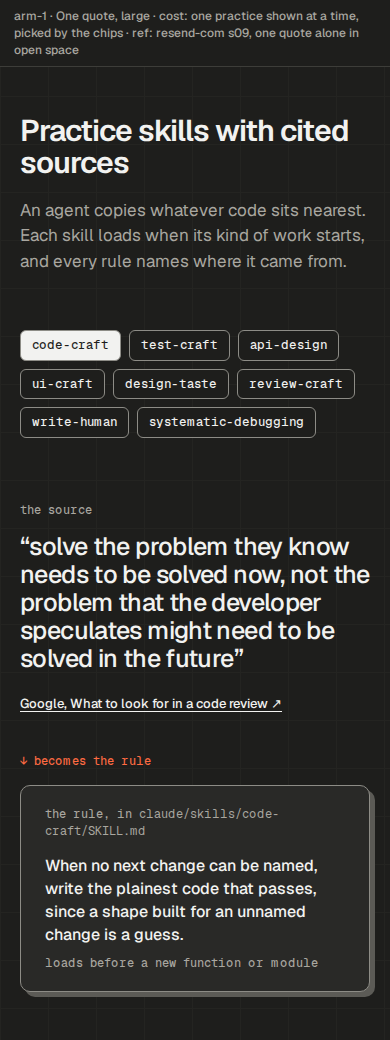 arm-1 · One quote, large · cost: one practice shown at a time,
picked by the chips · ref: resend-com s09, one quote alone in
open space
Practice skills with cited
sources
An agent copies whatever code sits nearest.
Each skill loads when its kind of work starts,
and every rule names where it came from.
code-craft test-craft api-design
ui-craft design-taste review-craft
write-human systematic-debugging
the source
“solve the problem they know
needs to be solved now, not the
problem that the developer
speculates might need to be
solved in the future”
Google, What to look for in a code review ↗
↓ becomes the rule
the rule, in claude/skills/code-
craft/SKILL.md
When no next change can be named,
write the plainest code that passes,
since a shape built for an unnamed
change is a guess.
loads before a new function or module